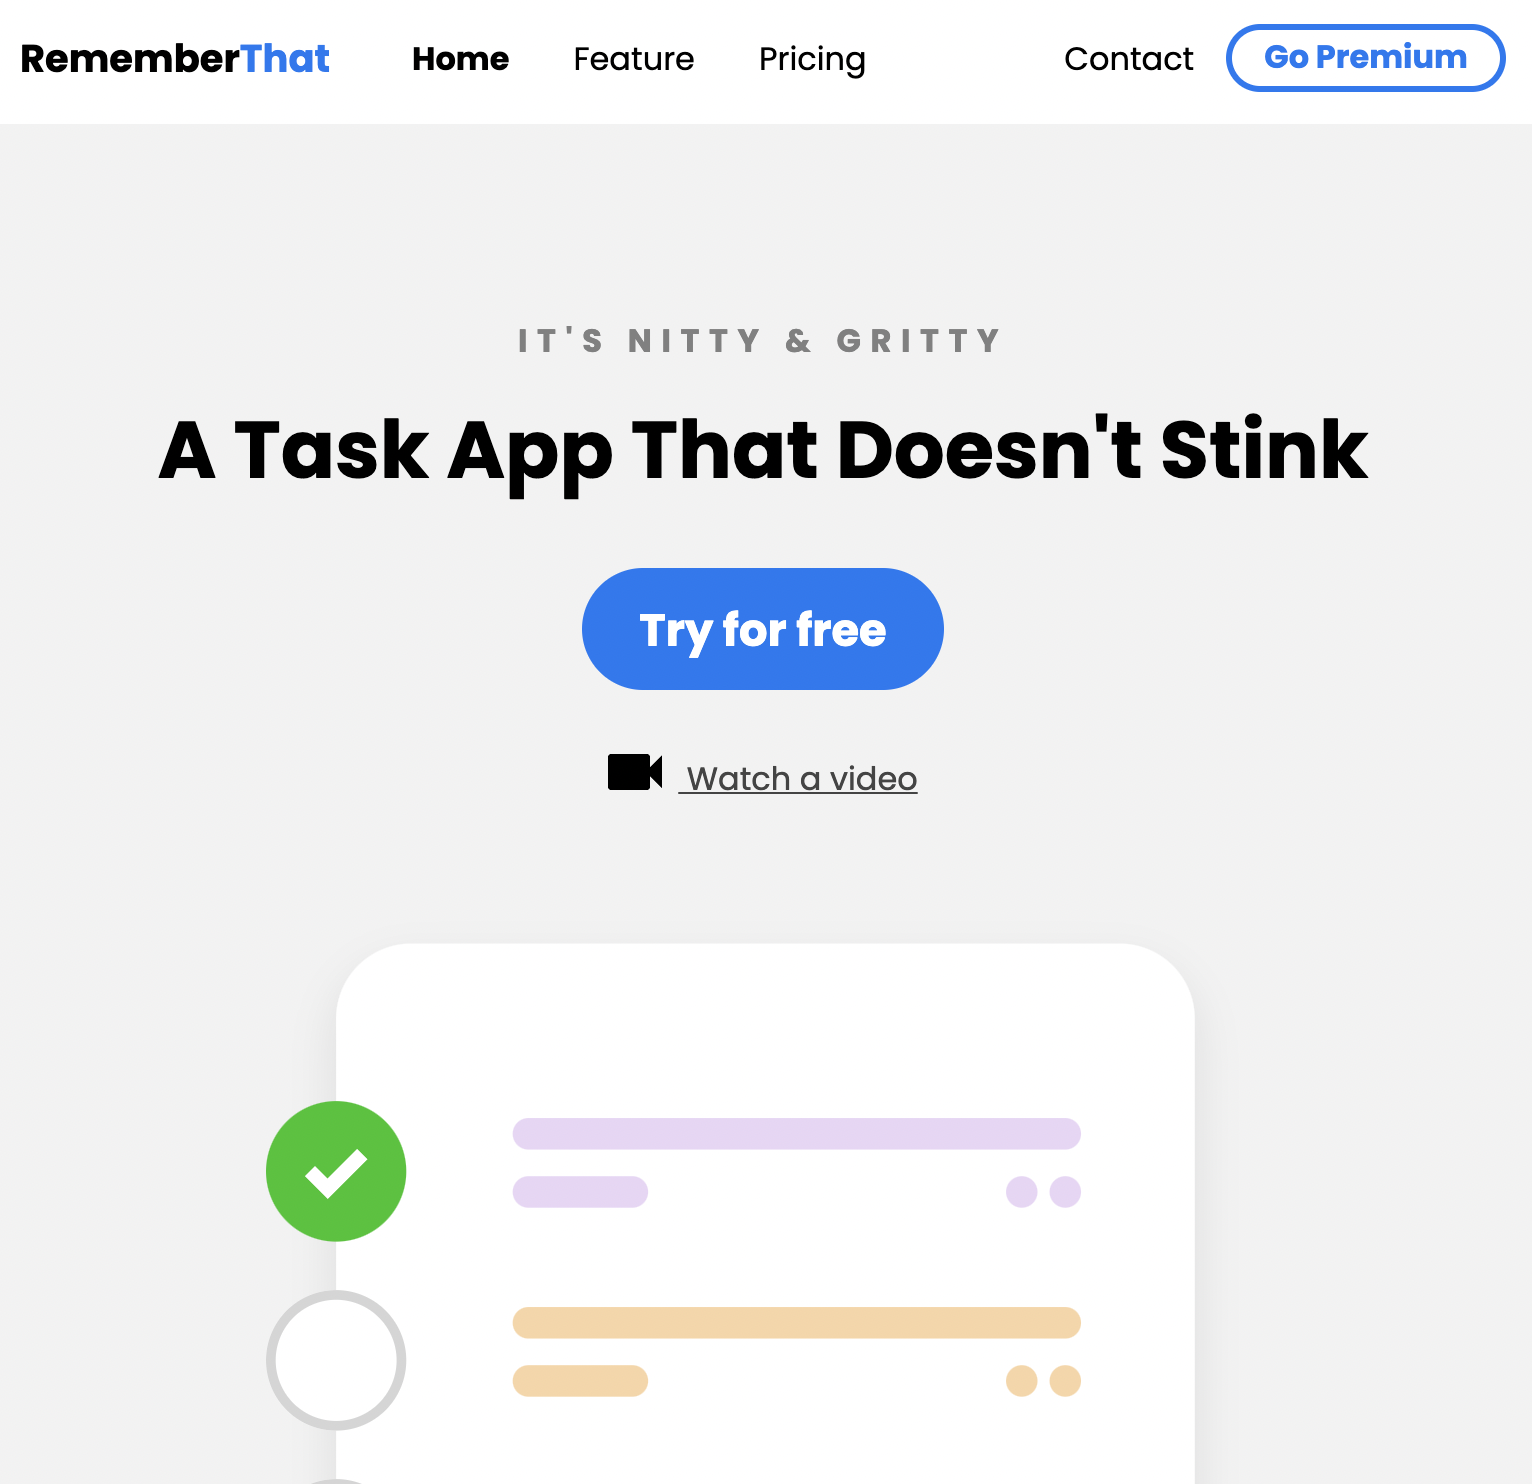 RememberThat Home Feature Pricing Contact Go Premium
IT'S NITTY & GRITTY
A Task App That Doesn't Stink
Try for free
Watch a video